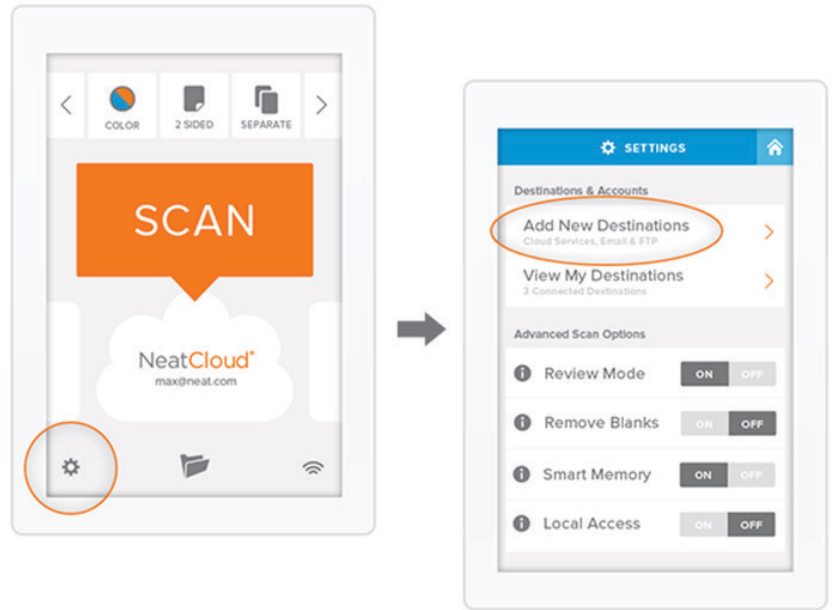 COLOR
2 SIDED
SEPARATE
SCAN
NeatCloud®
max@neat.com
SETTINGS
Destinations & Accounts
Add New Destinations
Cloud Services, Email & FTP
View My Destinations
3 Connected Destinations
Advanced Scan Options
Review Mode ON OFF
Remove Blanks ON OFF
Smart Memory ON OFF
Local Access ON OFF